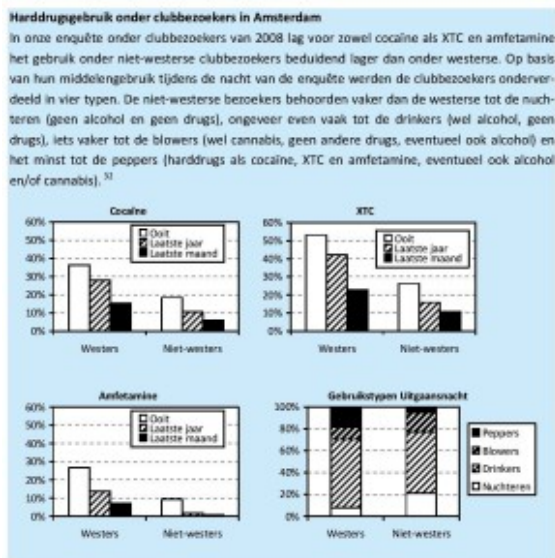 Harddrugsgebruik onder clubbezoekers in Amsterdam
In onze enquête onder clubbezoekers van 2008 lag voor zowel cocaïne als XTC en amfetamine
het gebruik onder niet-westerse clubbezoekers beduidend lager dan onder westerse. Op basis
van hun middelengebruik tijdens de nacht van de enquête werden de clubbezoekers onderver-
deeld in vier typen. De niet-westerse bezoekers behoorden vaker dan de westerse tot de nuch-
teren (geen alcohol en geen drugs), ongeveer even vaak tot de drinkers (wel alcohol, geen
drugs), iets vaker tot de blowers (wel cannabis, geen andere drugs, eventueel ook alcohol) en
het minst tot de peppers (harddrugs als cocaïne, XTC en amfetamine, eventueel ook alcohol
en/of cannabis). 52
Cocaïne
60%
50%
40%
30%
20%
10%
0%
Ooit
Laatste jaar
Laatste maand
Westers
Niet-westers
XTC
60%
50%
40%
30%
20%
10%
0%
Ooit
Laatste jaar
Laatste maand
Westers
Niet-westers
Amfetamine
60%
50%
40%
30%
20%
10%
0%
Ooit
Laatste jaar
Laatste maand
Westers
Niet-westers
Gebruikstypen Uitgaansnacht
100%
80%
60%
40%
20%
0%
Peppers
Blowers
Drinkers
Nuchteren
Westers
Niet-westers